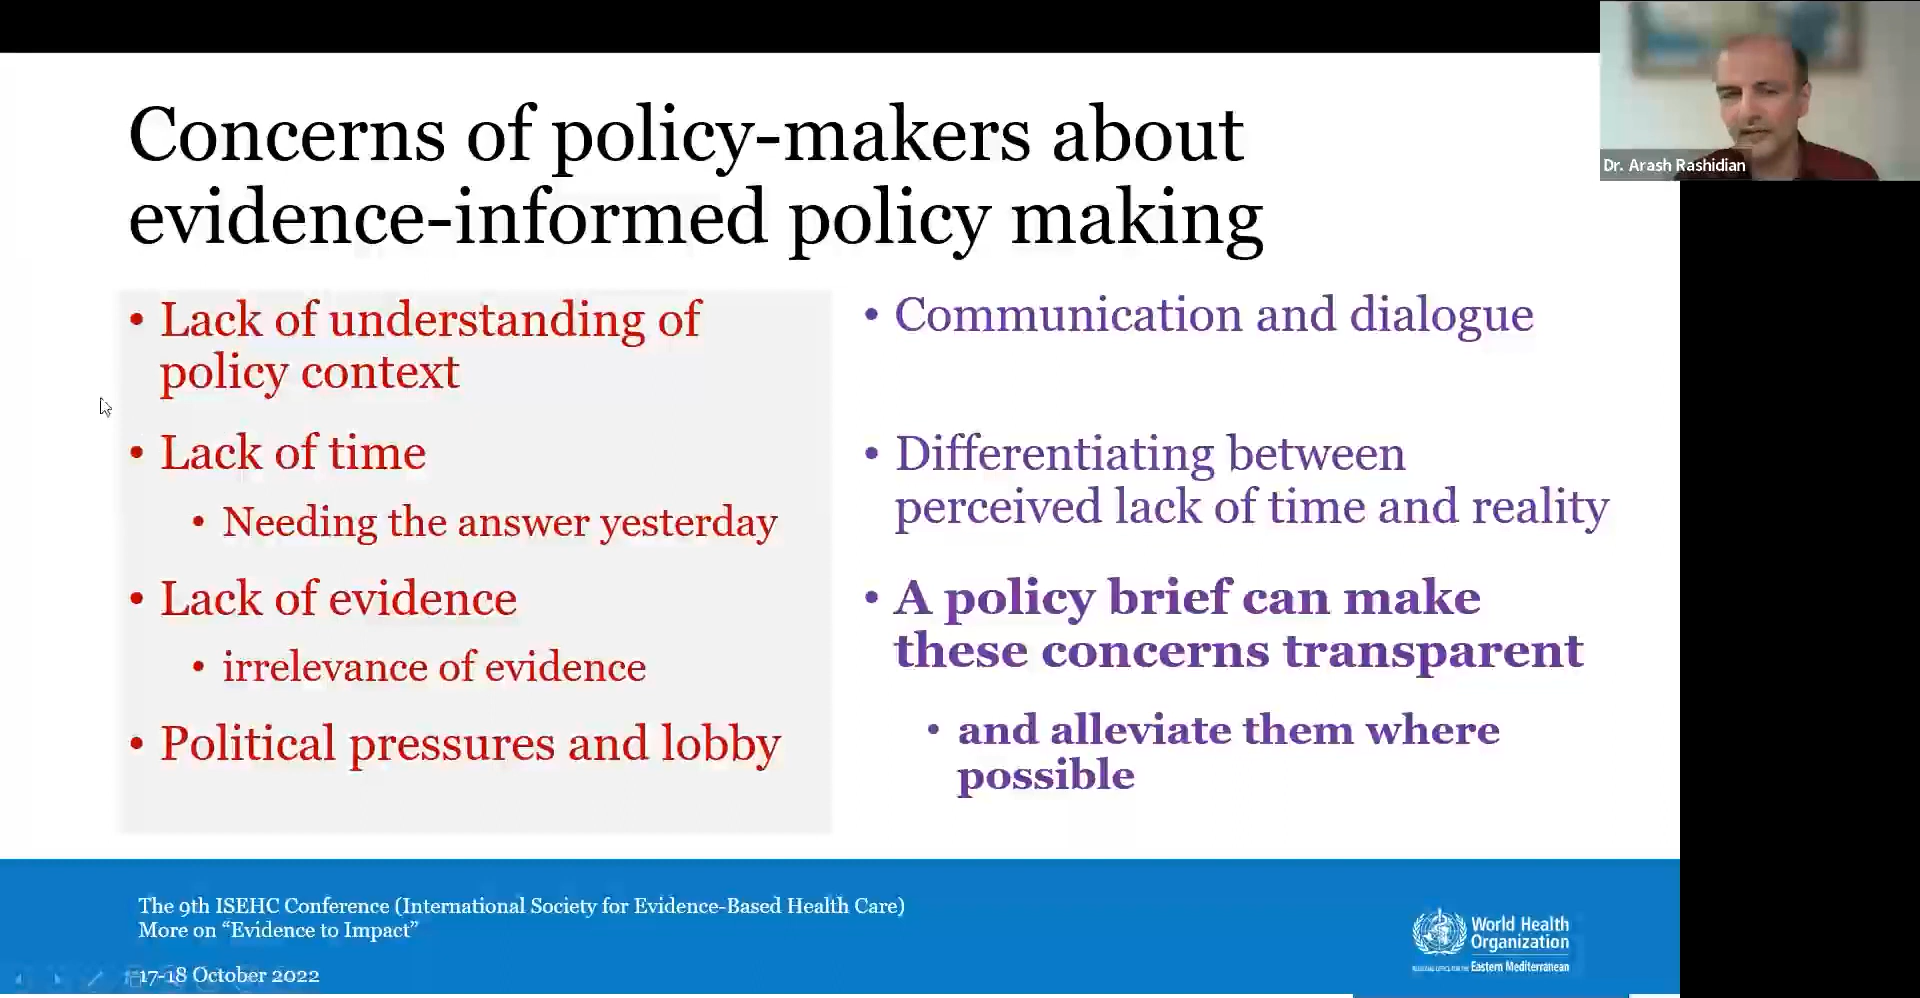 Dr. Arash Rashidian
Concerns of policy-makers about
evidence-informed policy making
• Lack of understanding of
policy context
• Lack of time
• Needing the answer yesterday
• Lack of evidence
• irrelevance of evidence
• Political pressures and lobby
• Communication and dialogue
• Differentiating between
perceived lack of time and reality
• A policy brief can make
these concerns transparent
• and alleviate them where
possible
The 9th ISEHC Conference (International Society for Evidence-Based Health Care)
More on “Evidence to Impact”
17-18 October 2022
World Health
Organization
REGIONAL OFFICE FOR THE Eastern Mediterranean